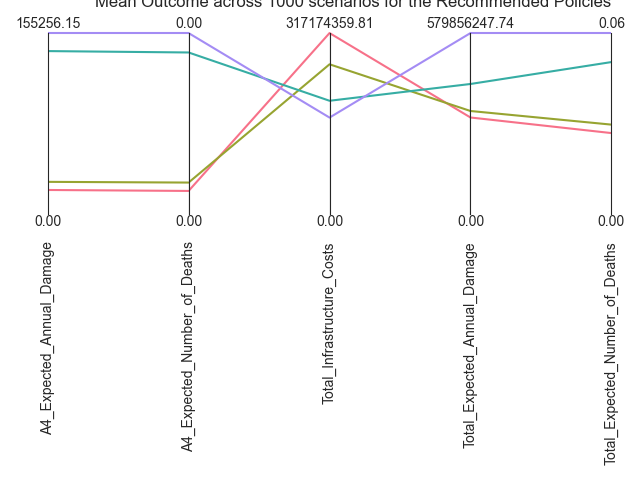 Mean Outcome across 1000 scenarios for the Recommended Policies
155256.15
0.00
317174359.81
579856247.74
0.06
0.00
0.00
0.00
0.00
0.00
A4_Expected_Annual_Damage
A4_Expected_Number_of_Deaths
Total_Infrastructure_Costs
Total_Expected_Annual_Damage
Total_Expected_Number_of_Deaths